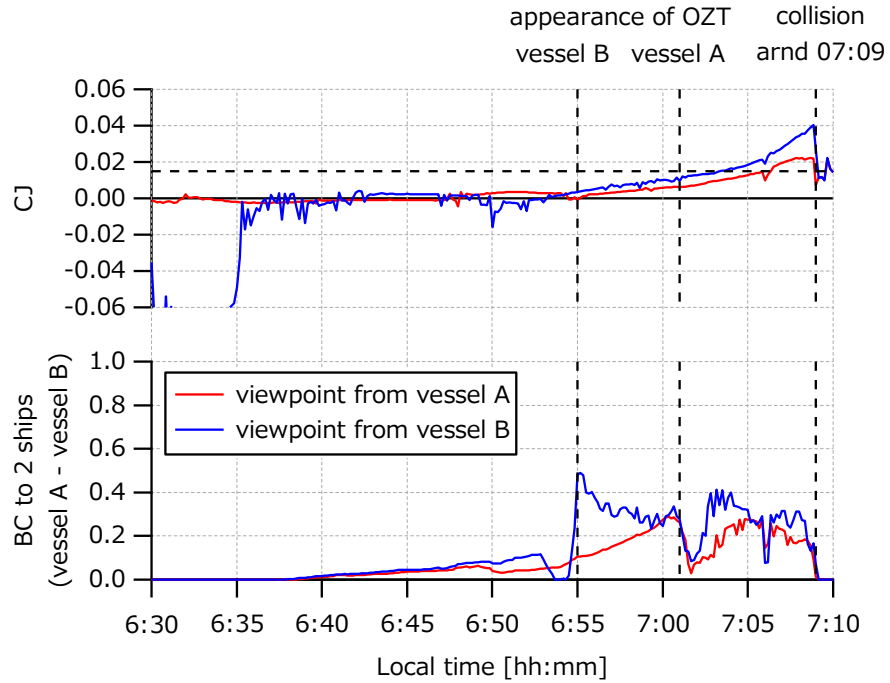 appearance of OZT collision
vessel B vessel A arnd 07:09
0.06
0.04
0.02
0.00
-0.02
-0.04
-0.06
CJ
1.0
0.8
0.6
0.4
0.2
0.0
BC to 2 ships
(vessel A - vessel B)
viewpoint from vessel A
viewpoint from vessel B
6:30 6:35 6:40 6:45 6:50 6:55 7:00 7:05 7:10
Local time [hh:mm]